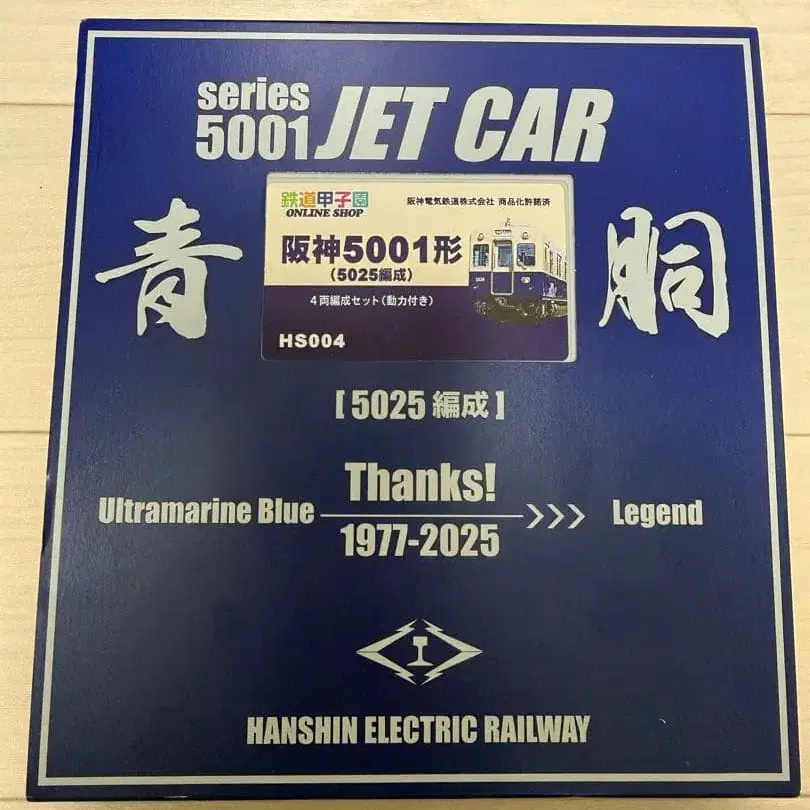 series
5001 JET CAR
鉄道甲子園
ONLINE SHOP
阪神電気鉄道株式会社 商品化許諾済
阪神5001形
(5025編成)
4両編成セット(動力付き)
HS004
青 胴
[5025 編成]
Thanks!
Ultramarine Blue
1977-2025
>>> Legend
HANSHIN ELECTRIC RAILWAY